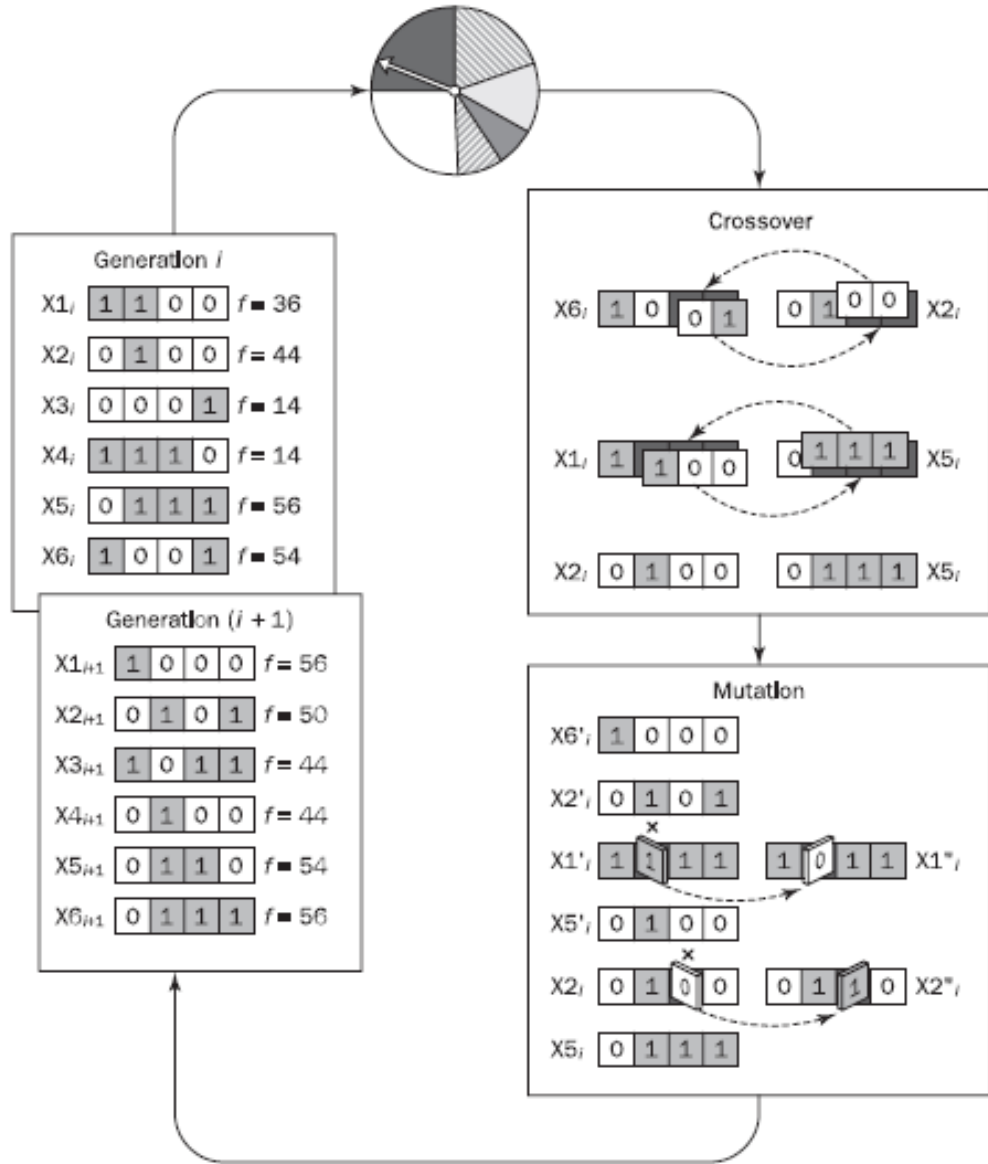 Generation i
X1i 1 1 0 0 f = 36
X2i 0 1 0 0 f = 44
X3i 0 0 0 1 f = 14
X4i 1 1 1 0 f = 14
X5i 0 1 1 1 f = 56
X6i 1 0 0 1 f = 54
Generation (i + 1)
X1i+1 1 0 0 0 f = 56
X2i+1 0 1 0 1 f = 50
X3i+1 1 0 1 1 f = 44
X4i+1 0 1 0 0 f = 44
X5i+1 0 1 1 0 f = 54
X6i+1 0 1 1 1 f = 56
Crossover
X6i 1 0 0 1 0 1 0 0 X2i
X1i 1 1 0 0 0 1 1 1 X5i
X2i 0 1 0 0 0 1 1 1 X5i
Mutation
X6'i 1 0 0 0
X2'i 0 1 0 1
×
X1'i 1 1 1 1 1 0 1 1 X1"i
X5'i 0 1 0 0
×
X2i 0 1 0 0 0 1 1 0 X2"i
X5i 0 1 1 1